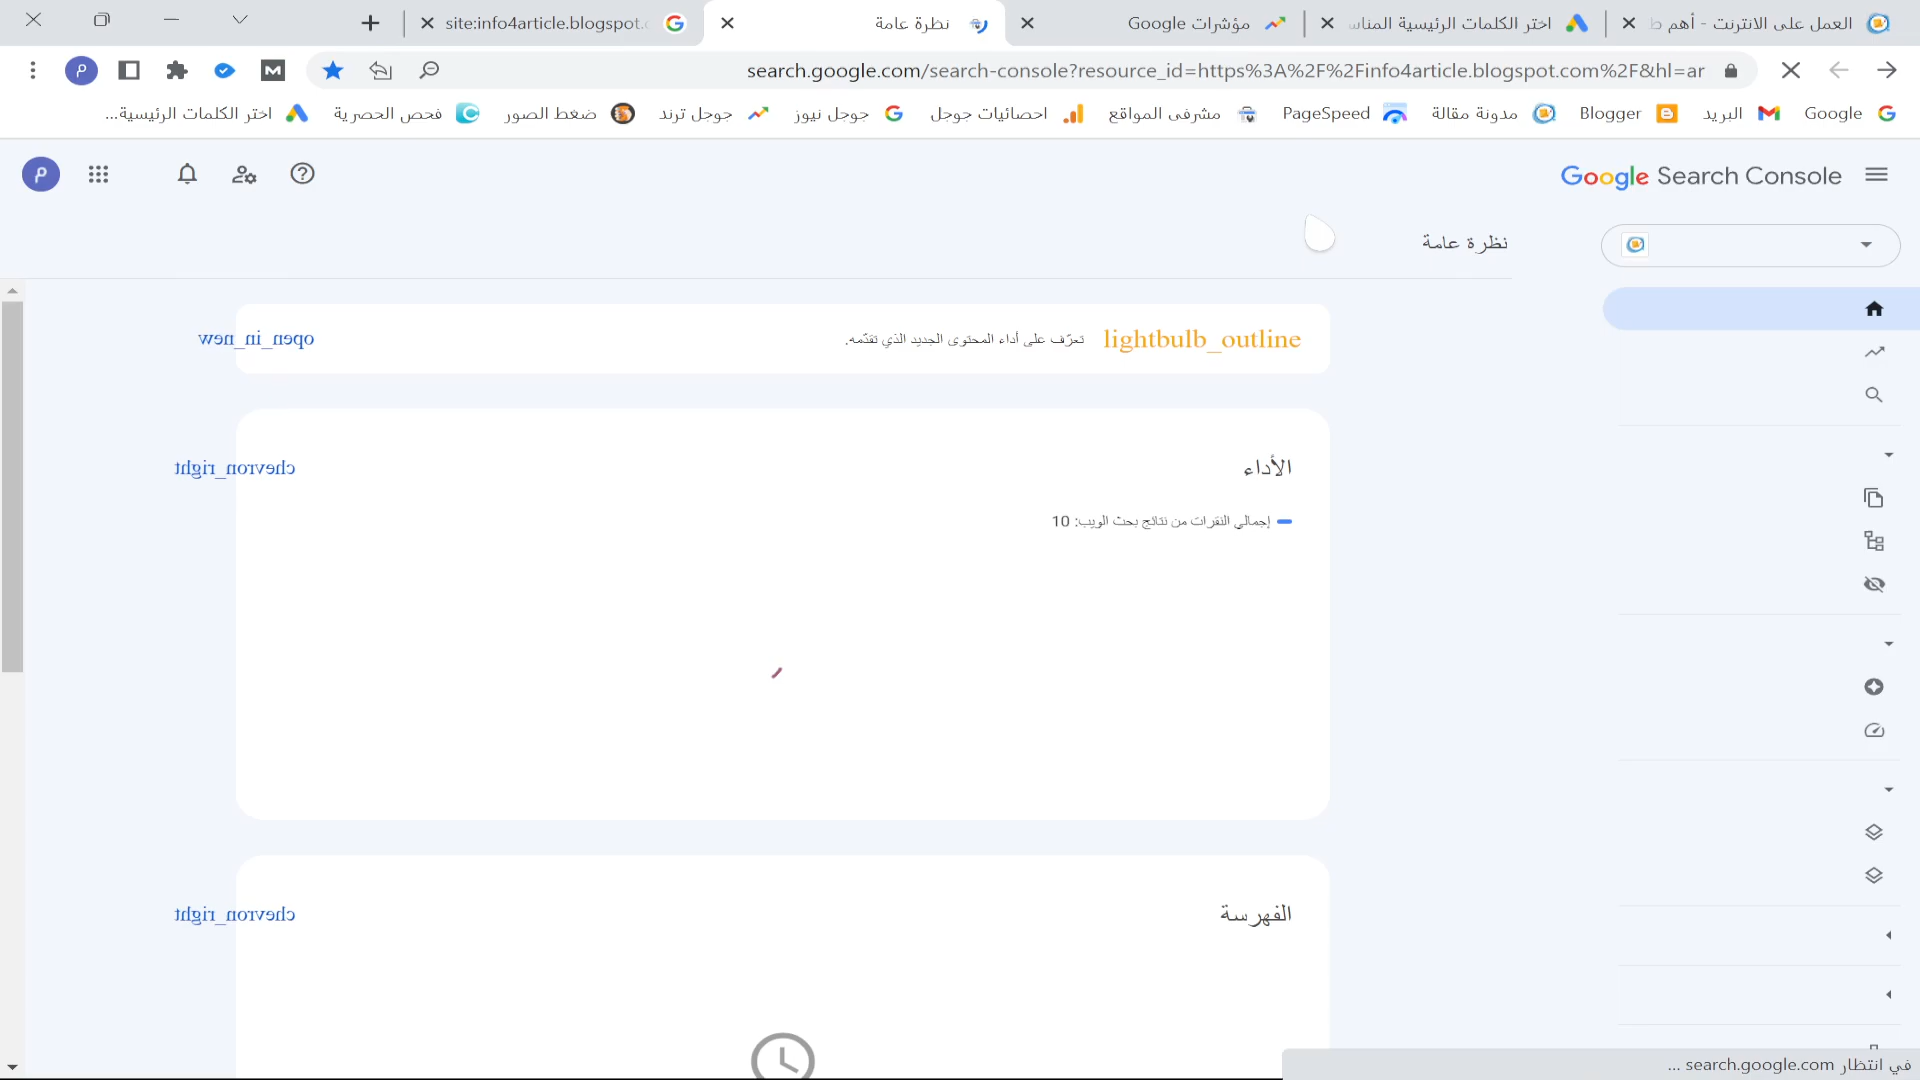 العمل على الانترنت - أهم ط
اختر الكلمات الرئيسية المناس
مؤشرات Google
نظرة عامة
site:info4article.blogspot.c
search.google.com/search-console?resource_id=https%3A%2F%2Finfo4article.blogspot.com%2F&hl=ar
Google
البريد
Blogger
مدونة مقالة
PageSpeed
مشرفى المواقع
احصائيات جوجل
جوجل نيوز
جوجل ترند
ضغط الصور
فحص الحصرية
اختر الكلمات الرئيسية...
Google Search Console
نظرة عامة
lightbulb_outline تعرّف على أداء المحتوى الجديد الذي تقدّمه. open_in_new
الأداء chevron_right
إجمالي النقرات من نتائج بحث الويب: 10
الفهرسة chevron_right
في انتظار search.google.com ...